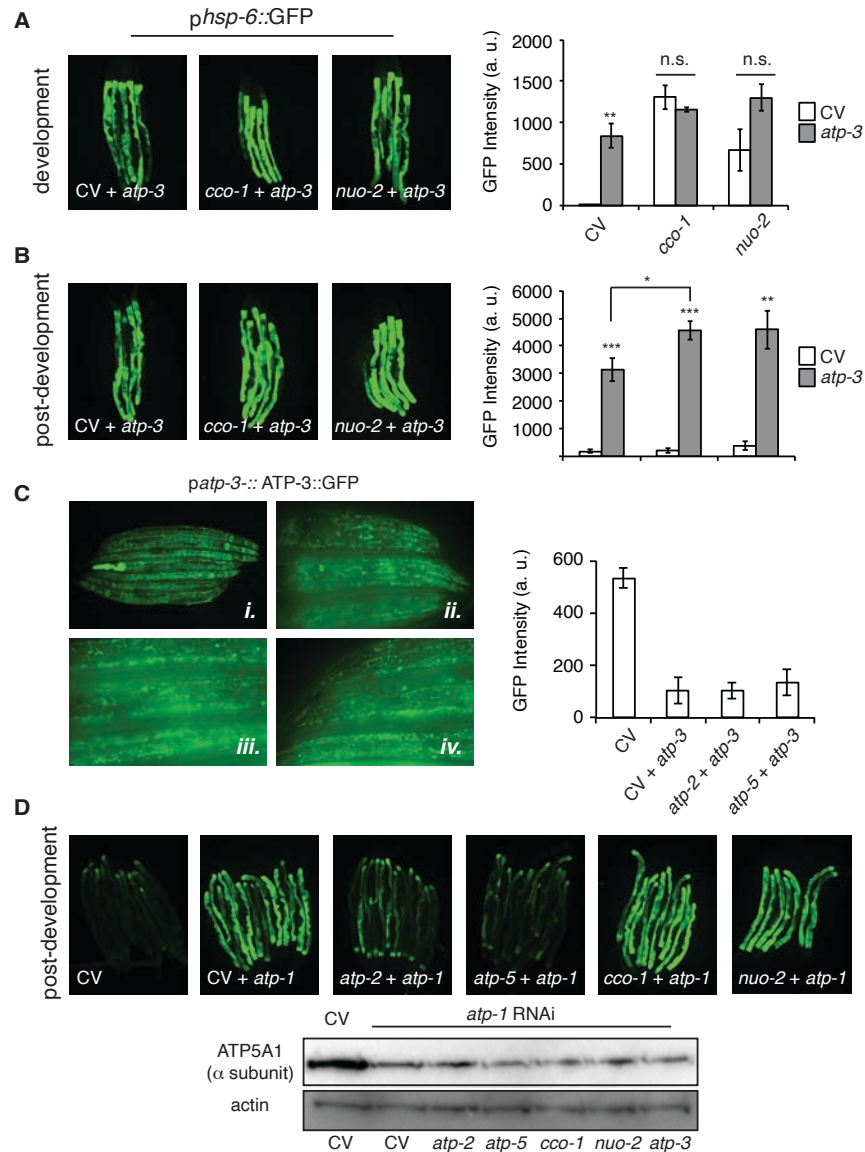 A
phsp-6::GFP
development
CV + atp-3
cco-1 + atp-3
nuo-2 + atp-3
GFP Intensity (a. u.)
2000
1500
1000
500
0
**
n.s.
n.s.
CV
atp-3
CV
cco-1
nuo-2
B
post-development
CV + atp-3
cco-1 + atp-3
nuo-2 + atp-3
GFP Intensity (a. u.)
6000
5000
4000
3000
2000
1000
*
***
***
**
CV
atp-3
C
patp-3-:: ATP-3::GFP
i.
ii.
iii.
iv.
GFP Intensity (a. u.)
600
400
200
0
CV
CV + atp-3
atp-2 + atp-3
atp-5 + atp-3
D
post-development
CV
CV + atp-1
atp-2 + atp-1
atp-5 + atp-1
cco-1 + atp-1
nuo-2 + atp-1
CV
atp-1 RNAi
ATP5A1
(α subunit)
actin
CV
CV
atp-2
atp-5
cco-1
nuo-2
atp-3